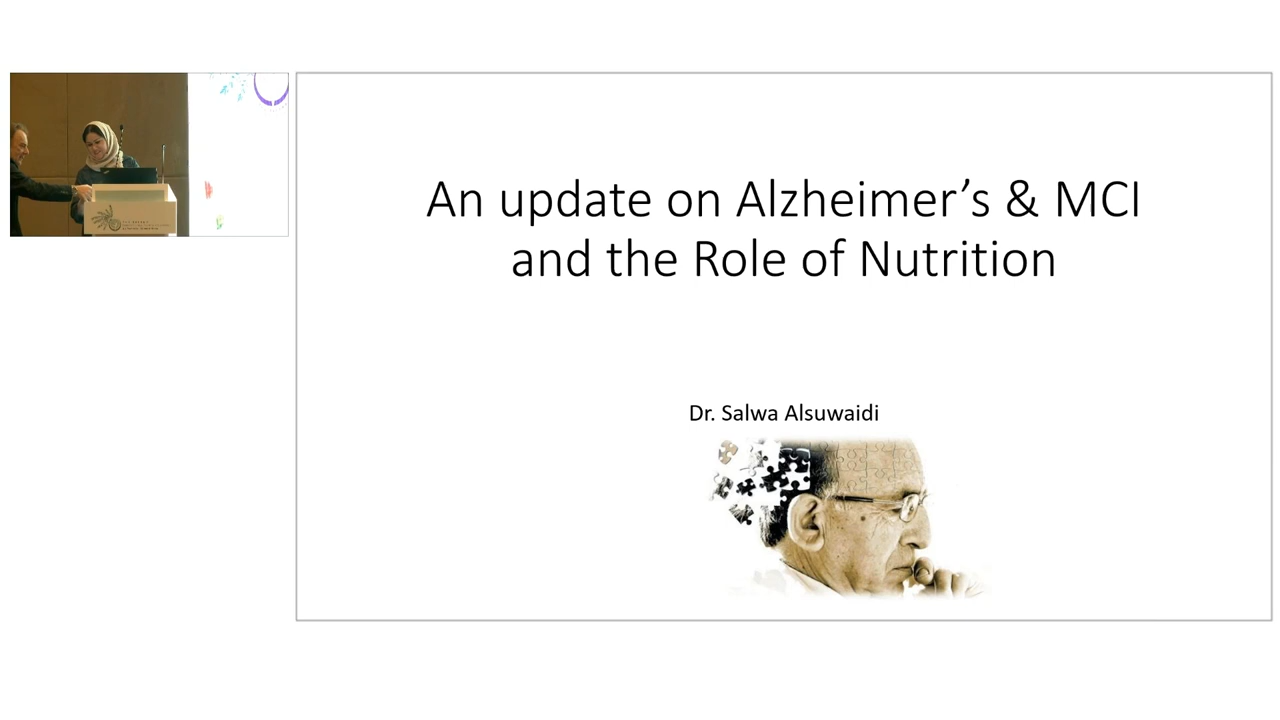 An update on Alzheimer’s & MCI
and the Role of Nutrition
Dr. Salwa Alsuwaidi